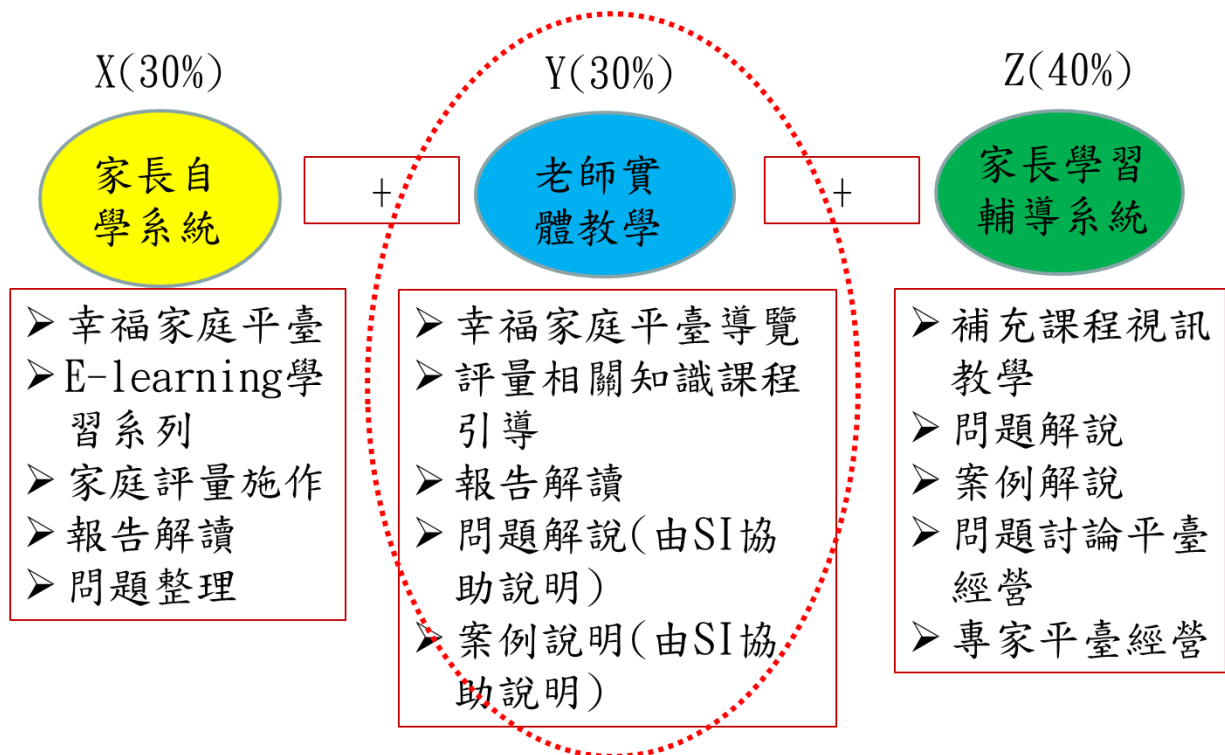 X(30%)
家長自
學系統
➢幸福家庭平臺
➢E-learning學
習系列
➢家庭評量施作
➢報告解讀
➢問題整理
+
Y(30%)
老師實
體教學
➢幸福家庭平臺導覽
➢評量相關知識課程
引導
➢報告解讀
➢問題解說(由SI協
助說明)
➢案例說明(由SI協
助說明)
+
Z(40%)
家長學習
輔導系統
➢補充課程視訊
教學
➢問題解說
➢案例解說
➢問題討論平臺
經營
➢專家平臺經營